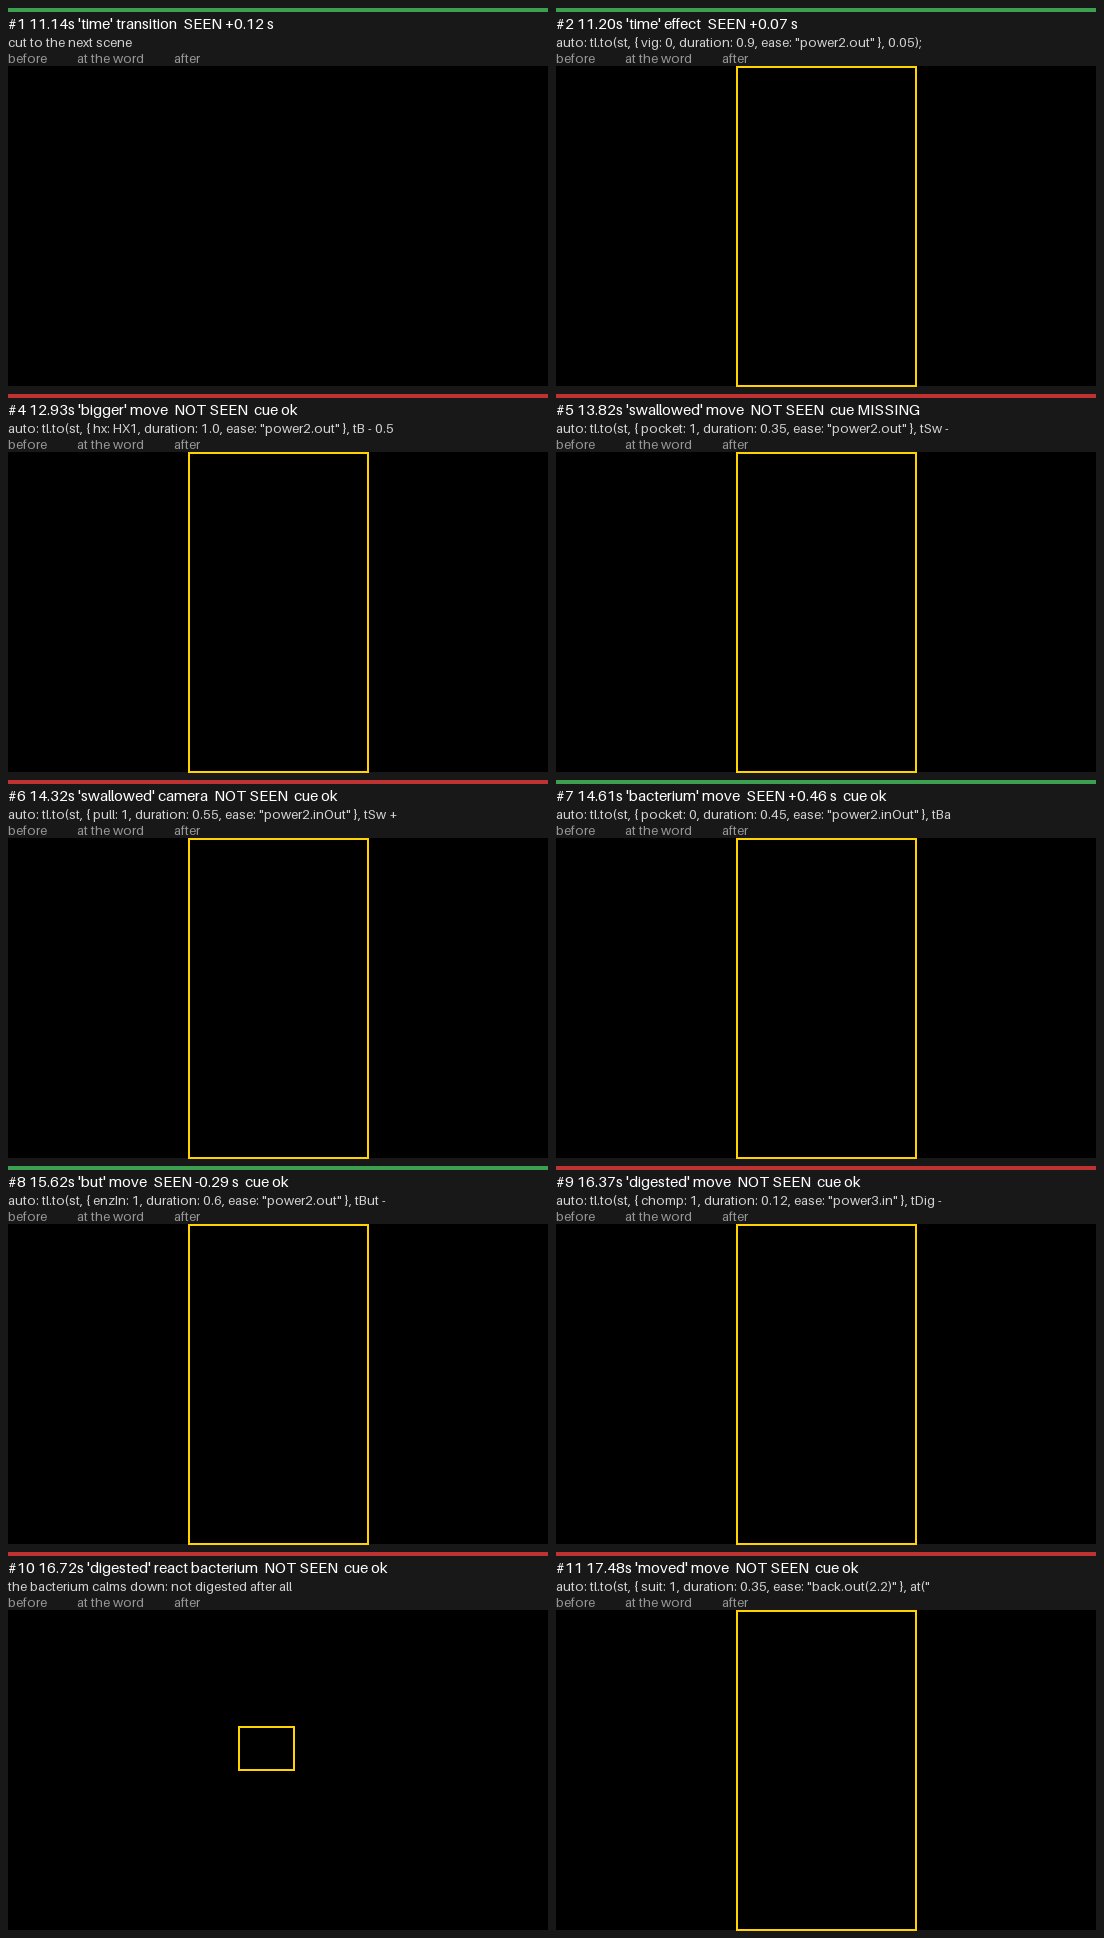 #1 11.14s 'time' transition  SEEN +0.12 s
cut to the next scene
before at the word after
#2 11.20s 'time' effect  SEEN +0.07 s
auto: tl.to(st, { vig: 0, duration: 0.9, ease: "power2.out" }, 0.05);
before at the word after
#4 12.93s 'bigger' move  NOT SEEN  cue ok
auto: tl.to(st, { hx: HX1, duration: 1.0, ease: "power2.out" }, tB - 0.5
before at the word after
#5 13.82s 'swallowed' move  NOT SEEN  cue MISSING
auto: tl.to(st, { pocket: 1, duration: 0.35, ease: "power2.out" }, tSw -
before at the word after
#6 14.32s 'swallowed' camera  NOT SEEN  cue ok
auto: tl.to(st, { pull: 1, duration: 0.55, ease: "power2.inOut" }, tSw +
before at the word after
#7 14.61s 'bacterium' move  SEEN +0.46 s  cue ok
auto: tl.to(st, { pocket: 0, duration: 0.45, ease: "power2.inOut" }, tBa
before at the word after
#8 15.62s 'but' move  SEEN -0.29 s  cue ok
auto: tl.to(st, { enzIn: 1, duration: 0.6, ease: "power2.out" }, tBut -
before at the word after
#9 16.37s 'digested' move  NOT SEEN  cue ok
auto: tl.to(st, { chomp: 1, duration: 0.12, ease: "power3.in" }, tDig -
before at the word after
#10 16.72s 'digested' react bacterium  NOT SEEN  cue ok
the bacterium calms down: not digested after all
before at the word after
#11 17.48s 'moved' move  NOT SEEN  cue ok
auto: tl.to(st, { suit: 1, duration: 0.35, ease: "back.out(2.2)" }, at("
before at the word after